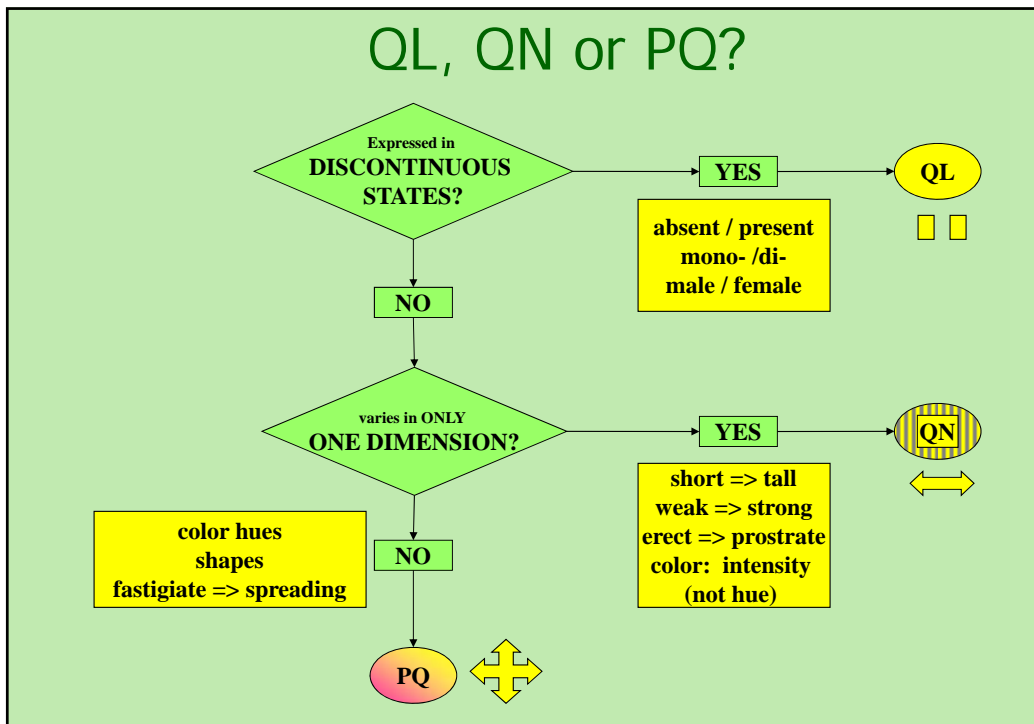 QL, QN or PQ?
Expressed in
DISCONTINUOUS
STATES?
YES
QL
absent / present
mono- /di-
male / female
NO
varies in ONLY
ONE DIMENSION?
YES
QN
short => tall
weak => strong
erect => prostrate
color: intensity
(not hue)
color hues
shapes
fastigiate => spreading
NO
PQ